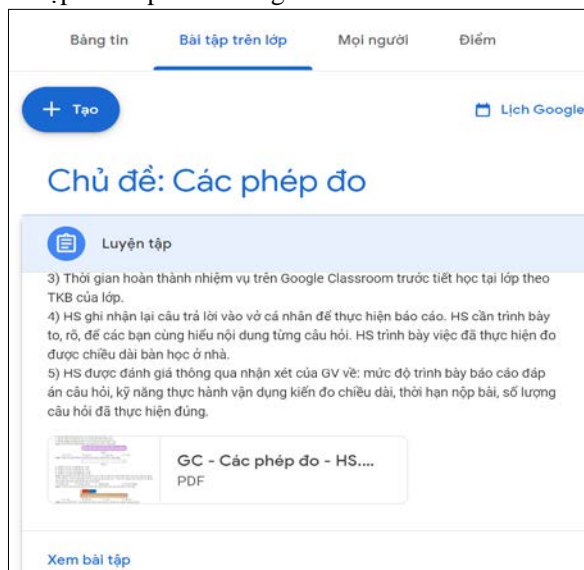 Bảng tin Bài tập trên lớp Mọi người Điểm
+ Tạo Lịch Google
Chủ đề: Các phép đo
Luyện tập
3) Thời gian hoàn thành nhiệm vụ trên Google Classroom trước tiết học tại lớp theo
TKB của lớp.
4) HS ghi nhận lại câu trả lời vào vở cá nhân để thực hiện báo cáo. HS cần trình bày
to, rõ, để các bạn cùng hiểu nội dung từng câu hỏi. HS trình bày việc đã thực hiện đo
được chiều dài bàn học ở nhà.
5) HS được đánh giá thông qua nhận xét của GV về: mức độ trình bày báo cáo đáp
án câu hỏi, kỹ năng thực hành vận dụng kiến đo chiều dài, thời hạn nộp bài, số lượng
câu hỏi đã thực hiện đúng.
GC - Các phép đo - HS....
PDF
Xem bài tập